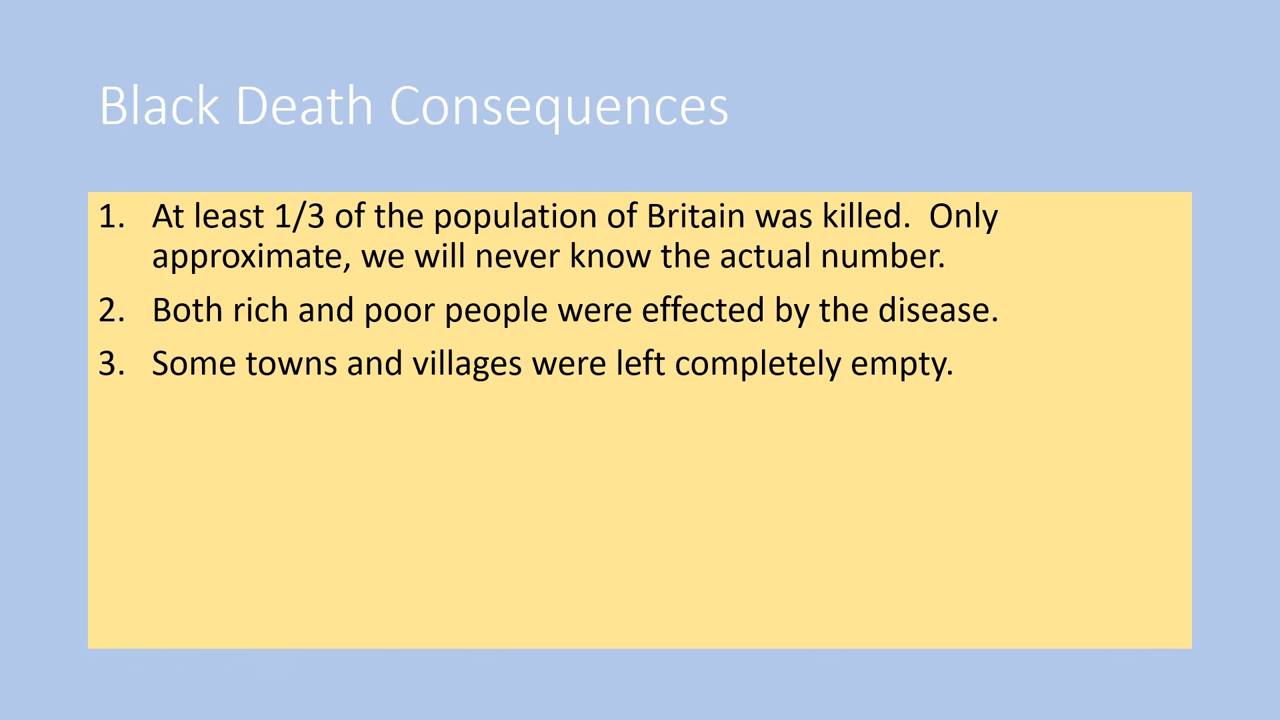 Black Death Consequences
1. At least 1/3 of the population of Britain was killed.  Only
approximate, we will never know the actual number.
2. Both rich and poor people were effected by the disease.
3. Some towns and villages were left completely empty.